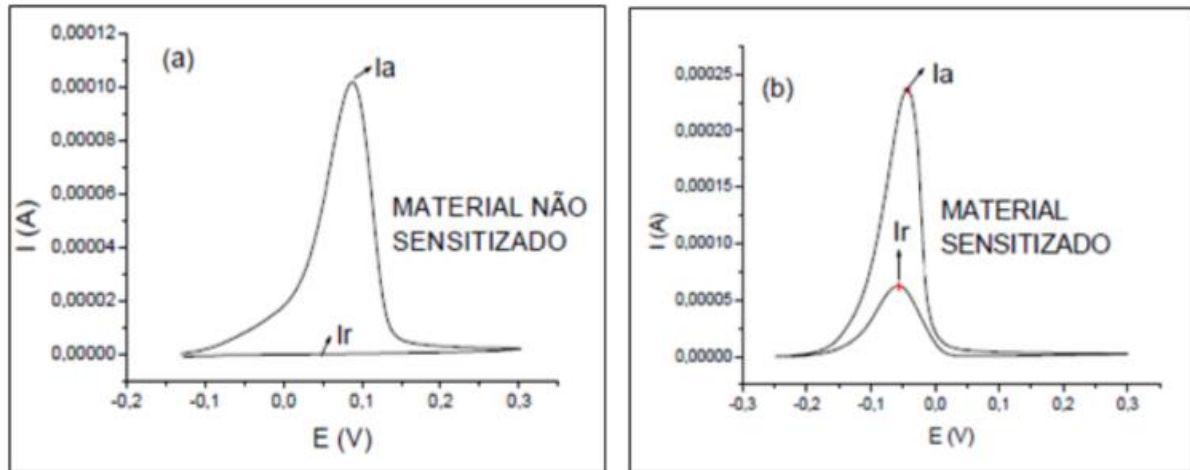 0,00012
0,00010
0,00008
0,00006
0,00004
0,00002
0,00000
I (A)
(a)
Ia
MATERIAL NÃO
SENSITIZADO
Ir
-0,2
-0,1
0,0
0,1
0,2
0,3
E (V)
0,00025
0,00020
0,00015
0,00010
0,00005
0,00000
I (A)
(b)
Ia
MATERIAL
SENSITIZADO
Ir
-0,3
-0,2
-0,1
0,0
0,1
0,2
0,3
E (V)